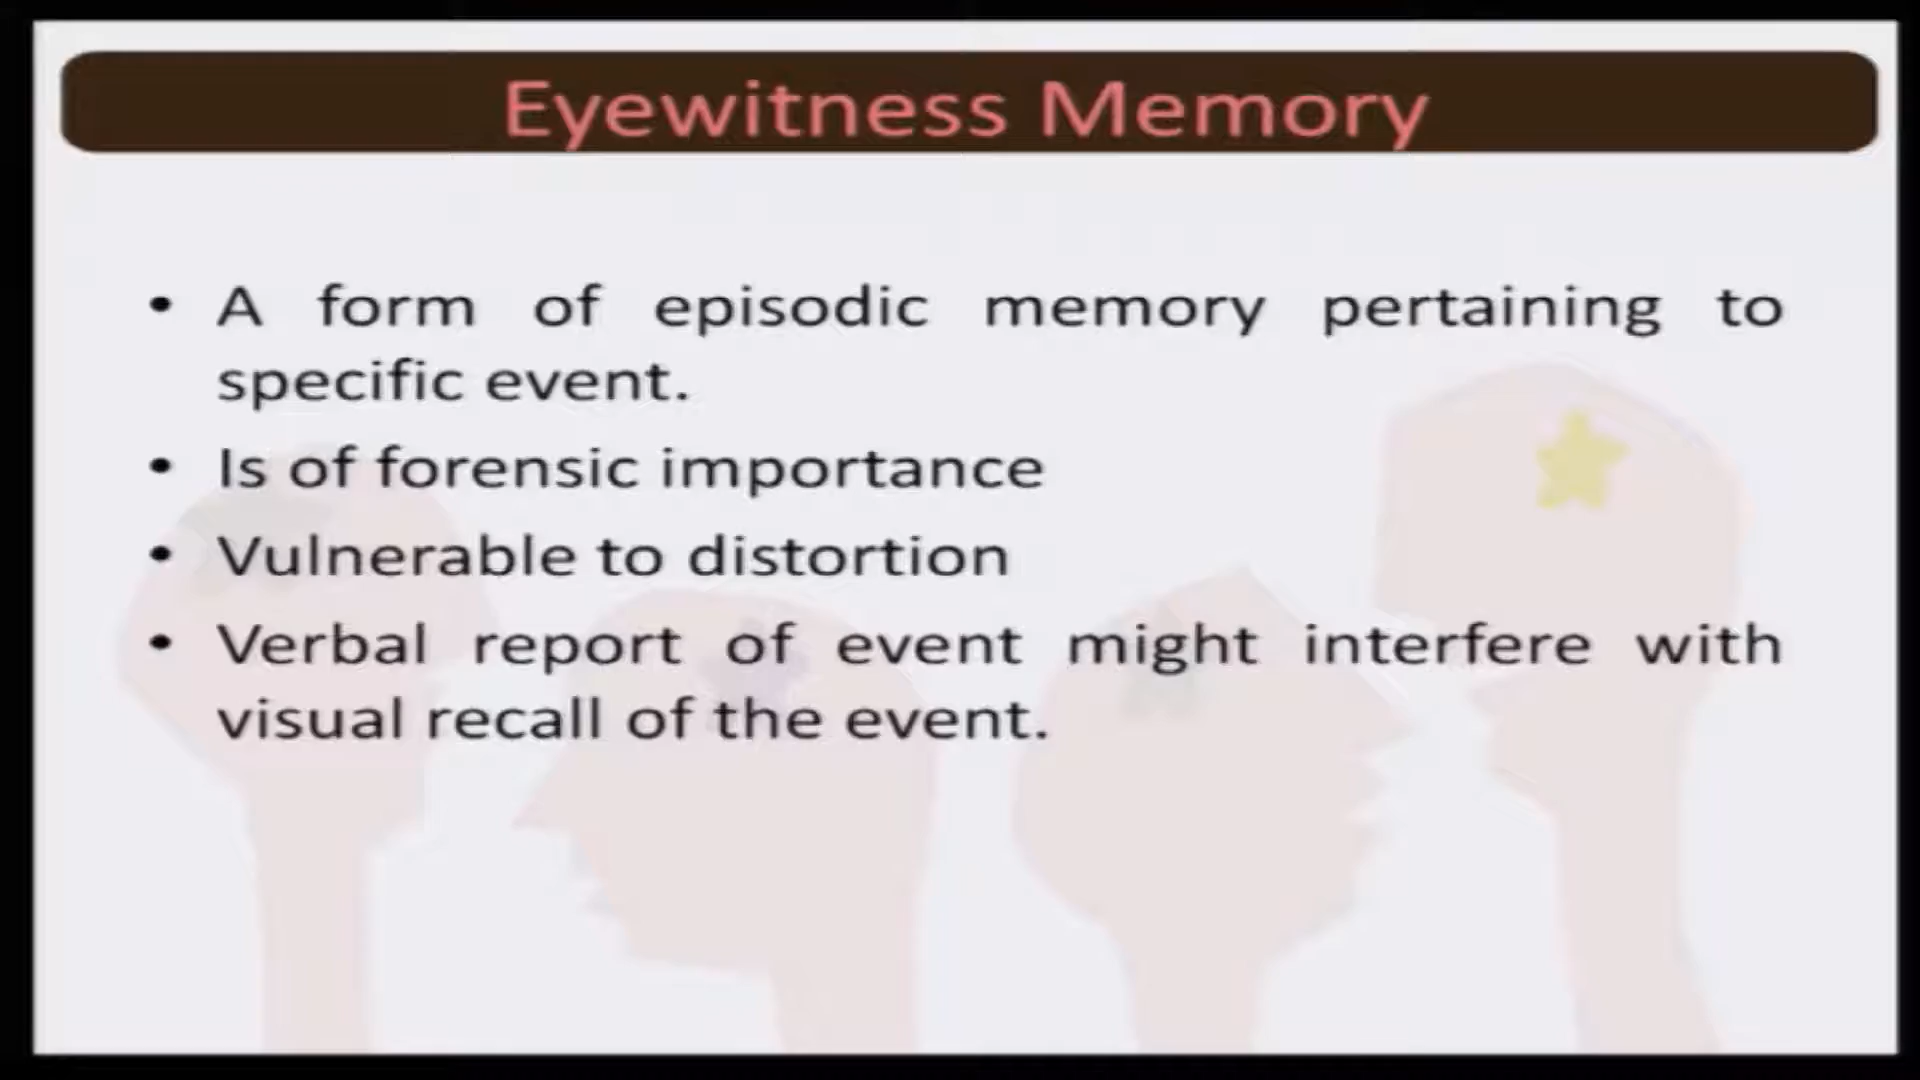 Eyewitness Memory
• A form of episodic memory pertaining to
specific event.
• Is of forensic importance
• Vulnerable to distortion
• Verbal report of event might interfere with
visual recall of the event.